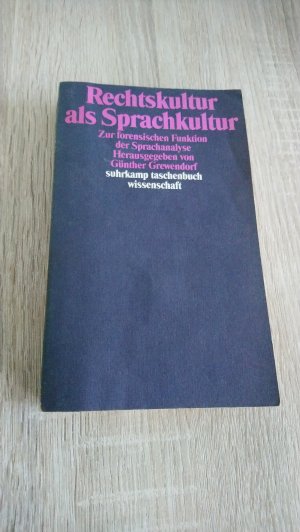 Rechtskultur
als Sprachkultur
Zur forensischen Funktion
der Sprachanalyse
Herausgegeben von
Günther Grewendorf
suhrkamp taschenbuch
wissenschaft